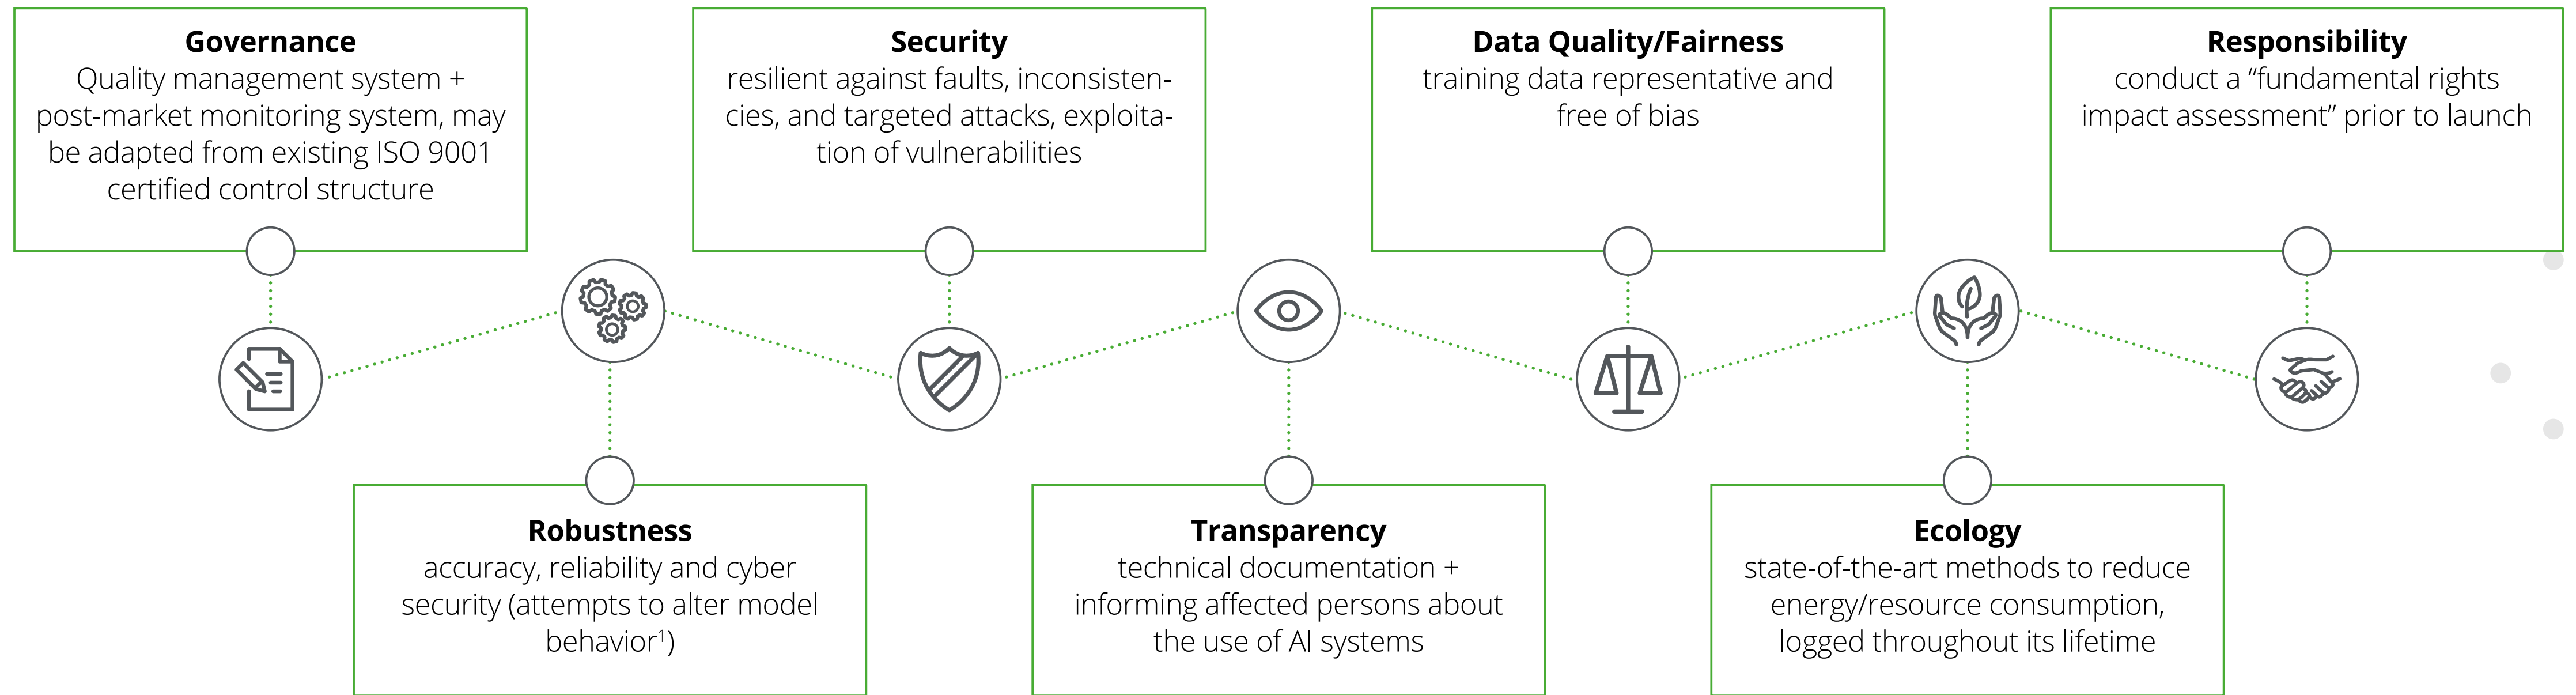 Governance
Quality management system +
post-market monitoring system, may
be adapted from existing ISO 9001
certified control structure
Robustness
accuracy, reliability and cyber
security (attempts to alter model
behavior¹)
Security
resilient against faults, inconsisten-
cies, and targeted attacks, exploita-
tion of vulnerabilities
Transparency
technical documentation +
informing affected persons about
the use of AI systems
Data Quality/Fairness
training data representative and
free of bias
Ecology
state-of-the-art methods to reduce
energy/resource consumption,
logged throughout its lifetime
Responsibility
conduct a “fundamental rights
impact assessment” prior to launch